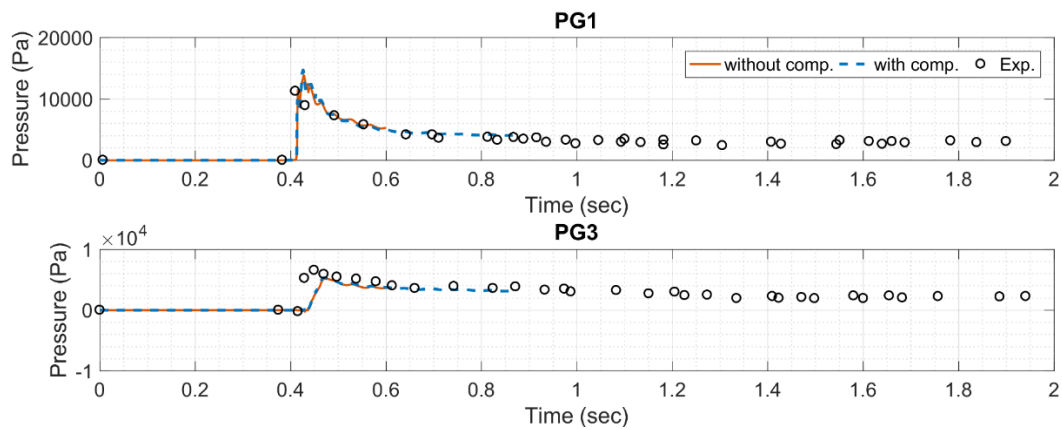 PG1
20000
10000
0
Pressure (Pa)
without comp. with comp. Exp.
0 0.2 0.4 0.6 0.8 1 1.2 1.4 1.6 1.8 2
Time (sec)
PG3
×10^4
1
0
-1
Pressure (Pa)
0 0.2 0.4 0.6 0.8 1 1.2 1.4 1.6 1.8 2
Time (sec)